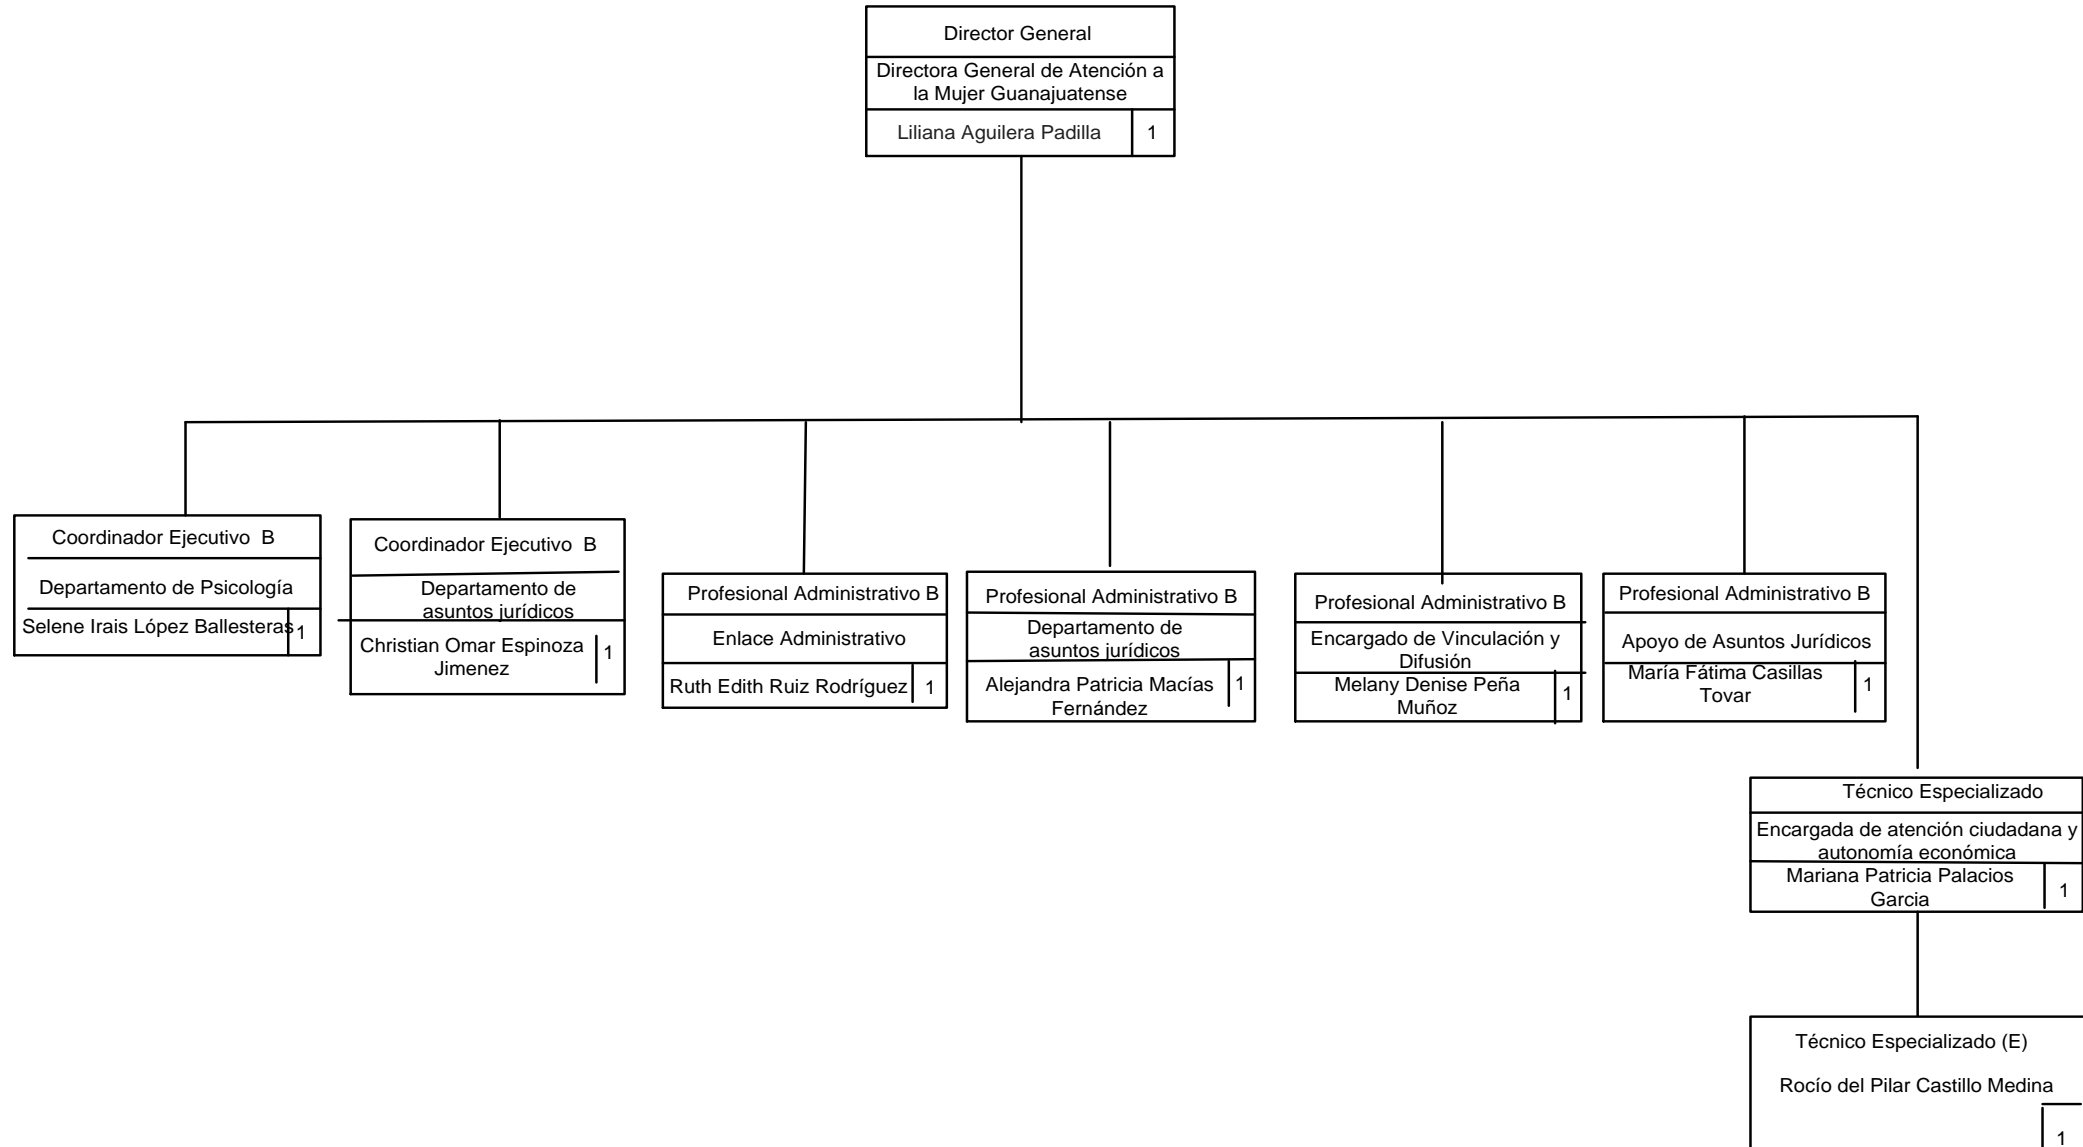 Director General
Directora General de Atención a
la Mujer Guanajuatense
Liliana Aguilera Padilla
1
Coordinador Ejecutivo  B
Departamento de Psicología
Selene Irais López Ballesteras
1
Coordinador Ejecutivo  B
Departamento de
asuntos jurídicos
Christian Omar Espinoza
Jimenez
1
Profesional Administrativo B
Enlace Administrativo
Ruth Edith Ruiz Rodríguez
1
Profesional Administrativo B
Departamento de
asuntos jurídicos
Alejandra Patricia Macías
Fernández
1
Profesional Administrativo B
Encargado de Vinculación y
Difusión
Melany Denise Peña
Muñoz
1
Profesional Administrativo B
Apoyo de Asuntos Jurídicos
María Fátima Casillas
Tovar
1
Técnico Especializado
Encargada de atención ciudadana y
autonomía económica
Mariana Patricia Palacios
Garcia
1
Técnico Especializado (E)
Rocío del Pilar Castillo Medina
1